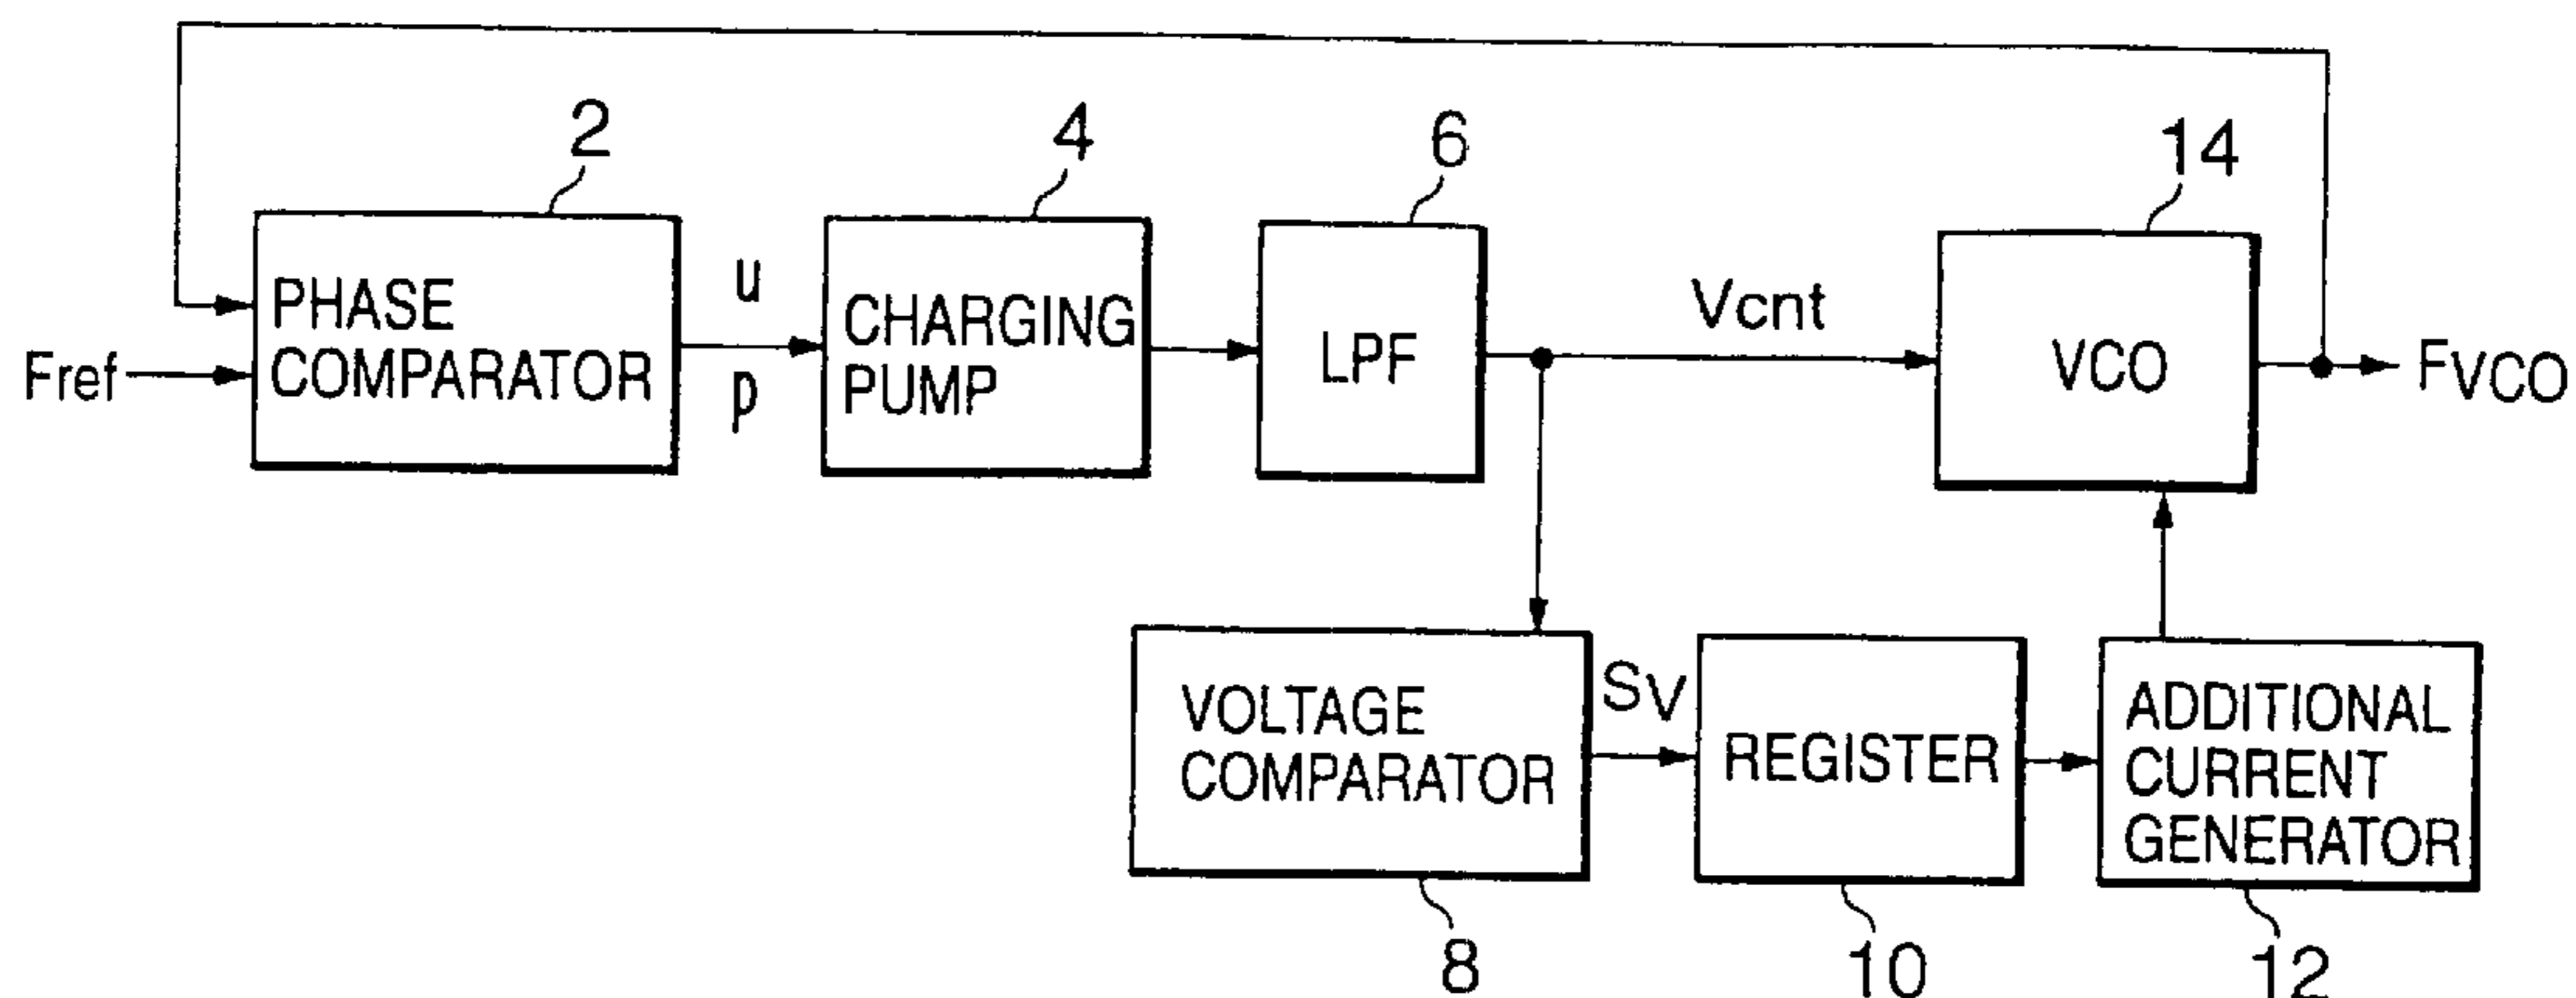 2
4
6
14
Fref
PHASE
COMPARATOR
u
p
CHARGING
PUMP
LPF
Vcnt
VCO
FVCO
VOLTAGE
COMPARATOR
SV
REGISTER
ADDITIONAL
CURRENT
GENERATOR
8
10
12